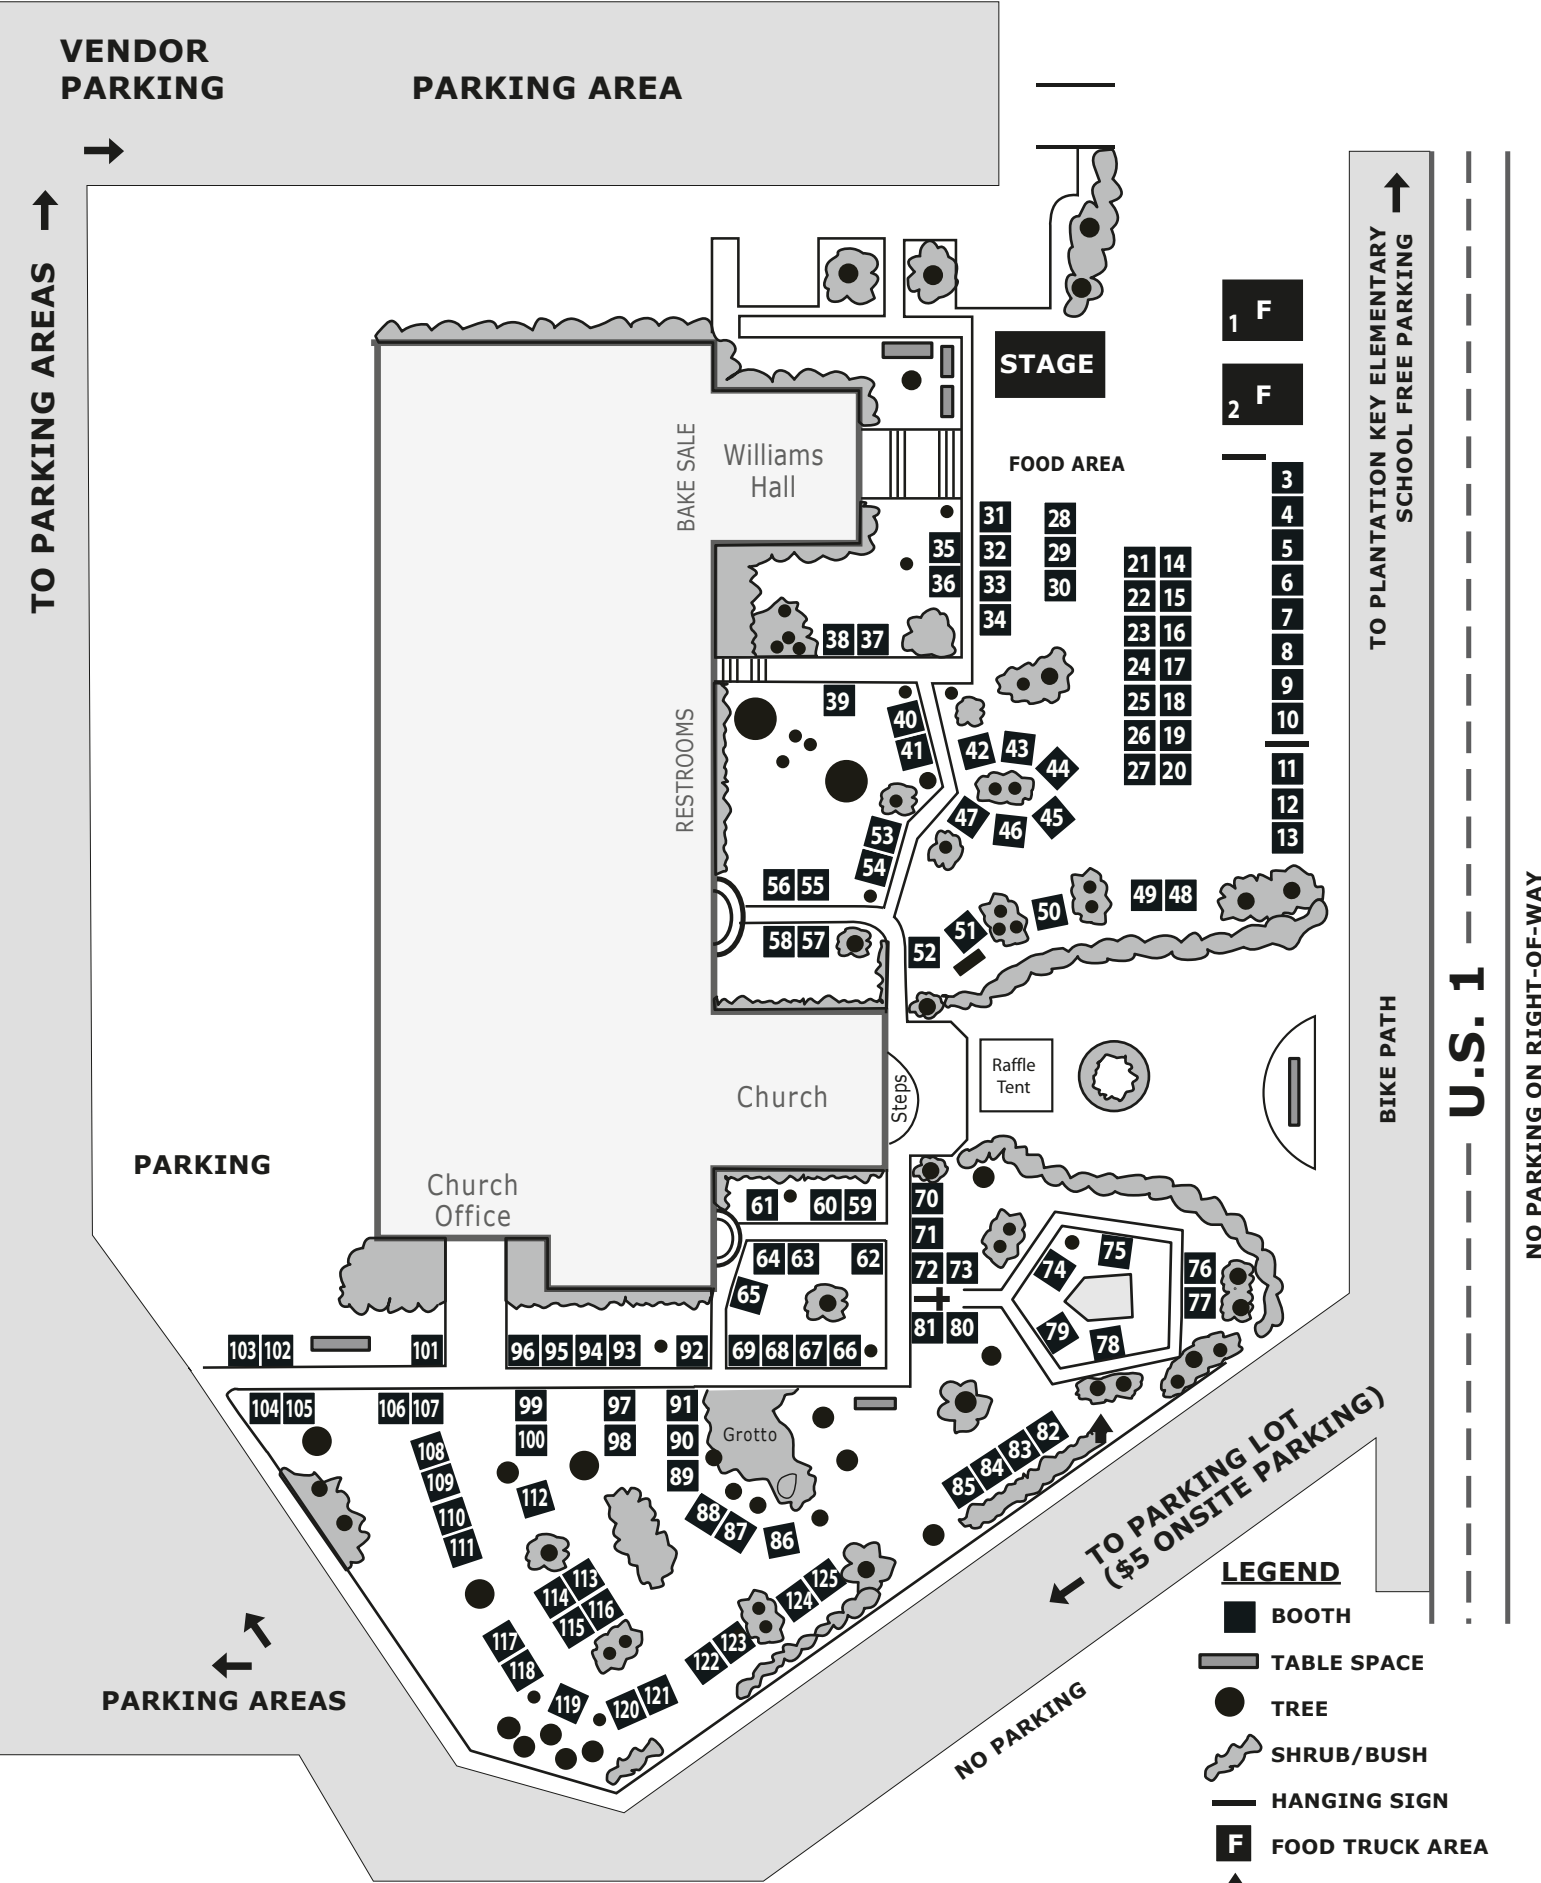 VENDOR
PARKING
PARKING AREA
TO PARKING AREAS
TO PLANTATION KEY ELEMENTARY
SCHOOL FREE PARKING
1 F
2 F
STAGE
FOOD AREA
BAKE SALE
Williams
Hall
3
4
5
6
7
8
9
10
11
12
13
31
32
33
34
28
29
30
35
36
38 37
21 14
22 15
23 16
24 17
25 18
26 19
27 20
RESTROOMS
39
40
41
42
43
44
45
46
47
53
54
56 55
58 57
49 48
50
51
52
U.S. 1
NO PARKING ON RIGHT-OF-WAY
BIKE PATH
Raffle
Tent
Steps
Church
PARKING
Church
Office
61 60 59
64 63 62
65
69 68 67 66
70
71
72 73
81 80
74
75
76
77
78
79
103 102 101
96 95 94 93 92
104 105 106 107
99
100
97
98
91
90
89
Grotto
108
109
110
111
112
88
87
86
85
84
83
82
113
114
116
115
117
118
119
120
121
122
123
124
125
TO PARKING LOT
($5 ONSITE PARKING)
NO PARKING
PARKING AREAS
LEGEND
BOOTH
TABLE SPACE
TREE
SHRUB/BUSH
HANGING SIGN
F FOOD TRUCK AREA